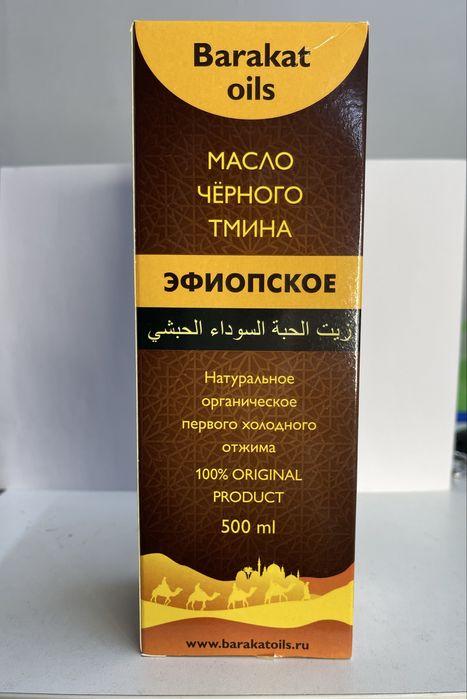 Barakat
oils
МАСЛО
ЧЁРНОГО
ТМИНА
ЭФИОПСКОЕ
زيت الحبة السوداء الحبشي
Натуральное
органическое
первого холодного
отжима
100% ORIGINAL
PRODUCT
500 ml
www.barakatoils.ru